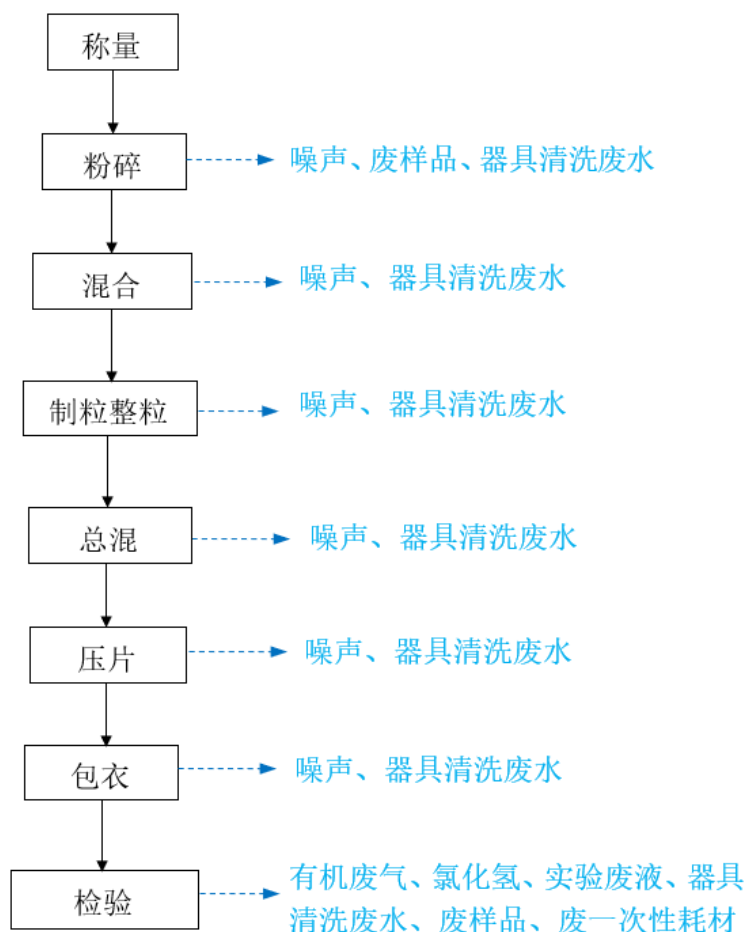 称量
粉碎
噪声、废样品、器具清洗废水
混合
噪声、器具清洗废水
制粒整粒
噪声、器具清洗废水
总混
噪声、器具清洗废水
压片
噪声、器具清洗废水
包衣
噪声、器具清洗废水
检验
有机废气、氯化氢、实验废液、器具
清洗废水、废样品、废一次性耗材